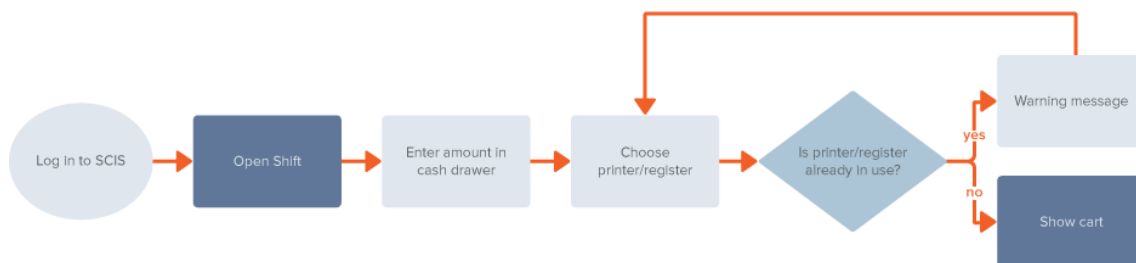 Log in to SCIS
Open Shift
Enter amount in
cash drawer
Choose
printer/register
Is printer/register
already in use?
yes
Warning message
no
Show cart